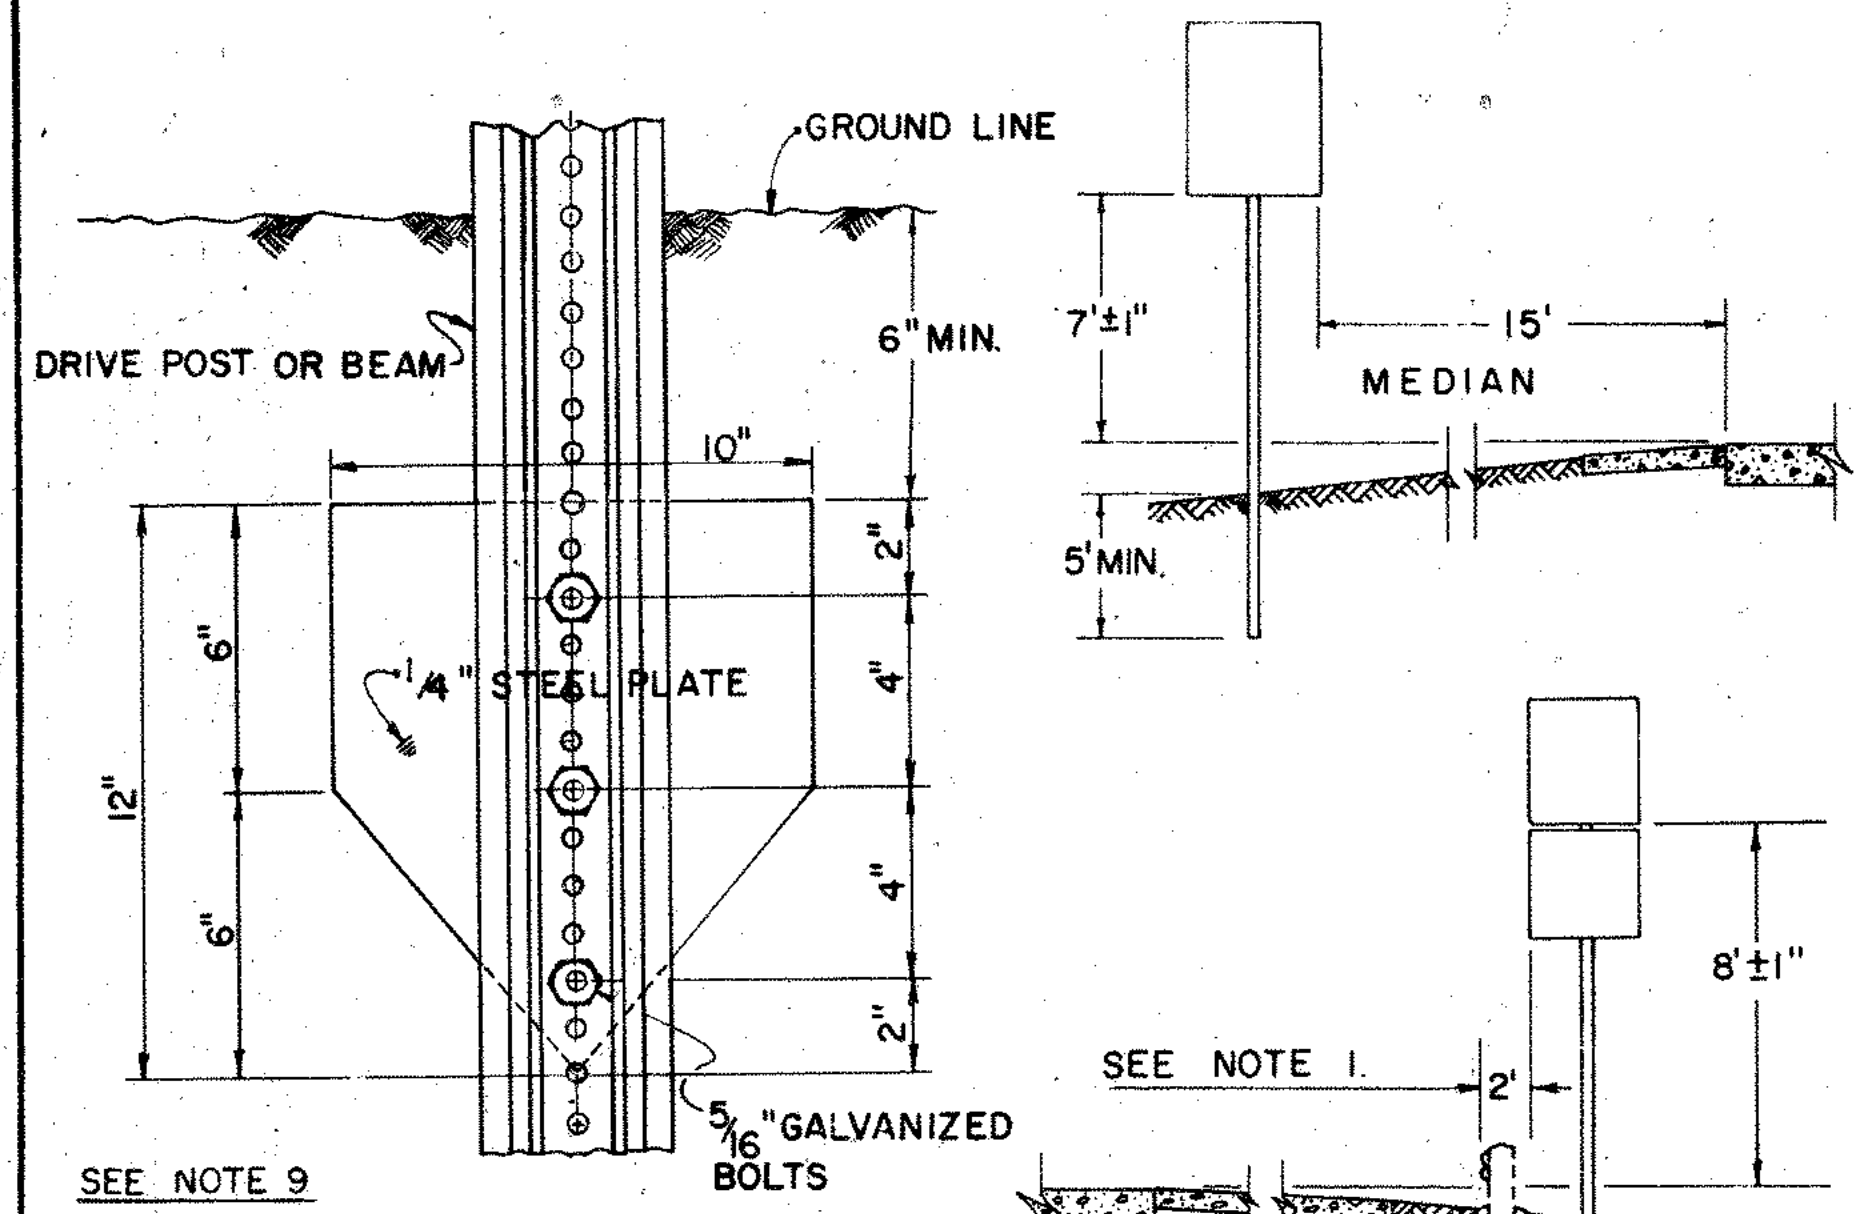 GROUND LINE
DRIVE POST OR BEAM
6" MIN.
10"
2"
6"
4"
1/4" STEEL PLATE
12"
4"
6"
2"
5/16" GALVANIZED
BOLTS
SEE NOTE 9
7'±1"
15'
MEDIAN
5' MIN.
8'±1"
SEE NOTE 1.
2'